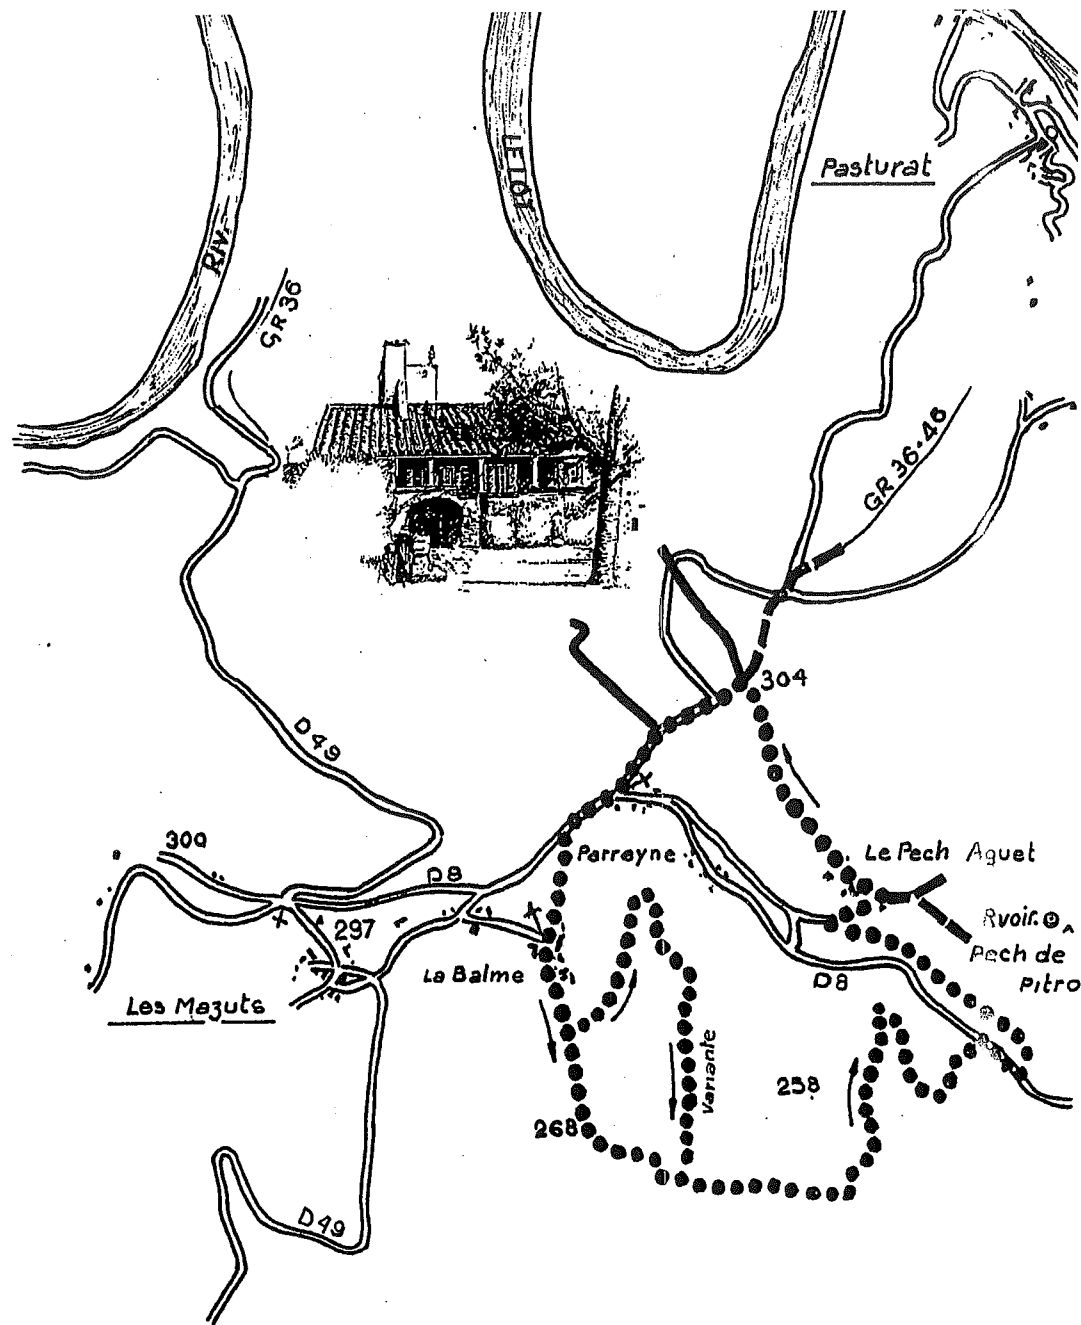 Pasturat
LE LOT
RIV.
GR 36
GR 36.46
304
D49
300
D8
Parrayne
Le Pech Aguet
297
Rvoir.
Pech de
Pitro
La Balme
D8
Les Mazuts
Variante
258
268
D49